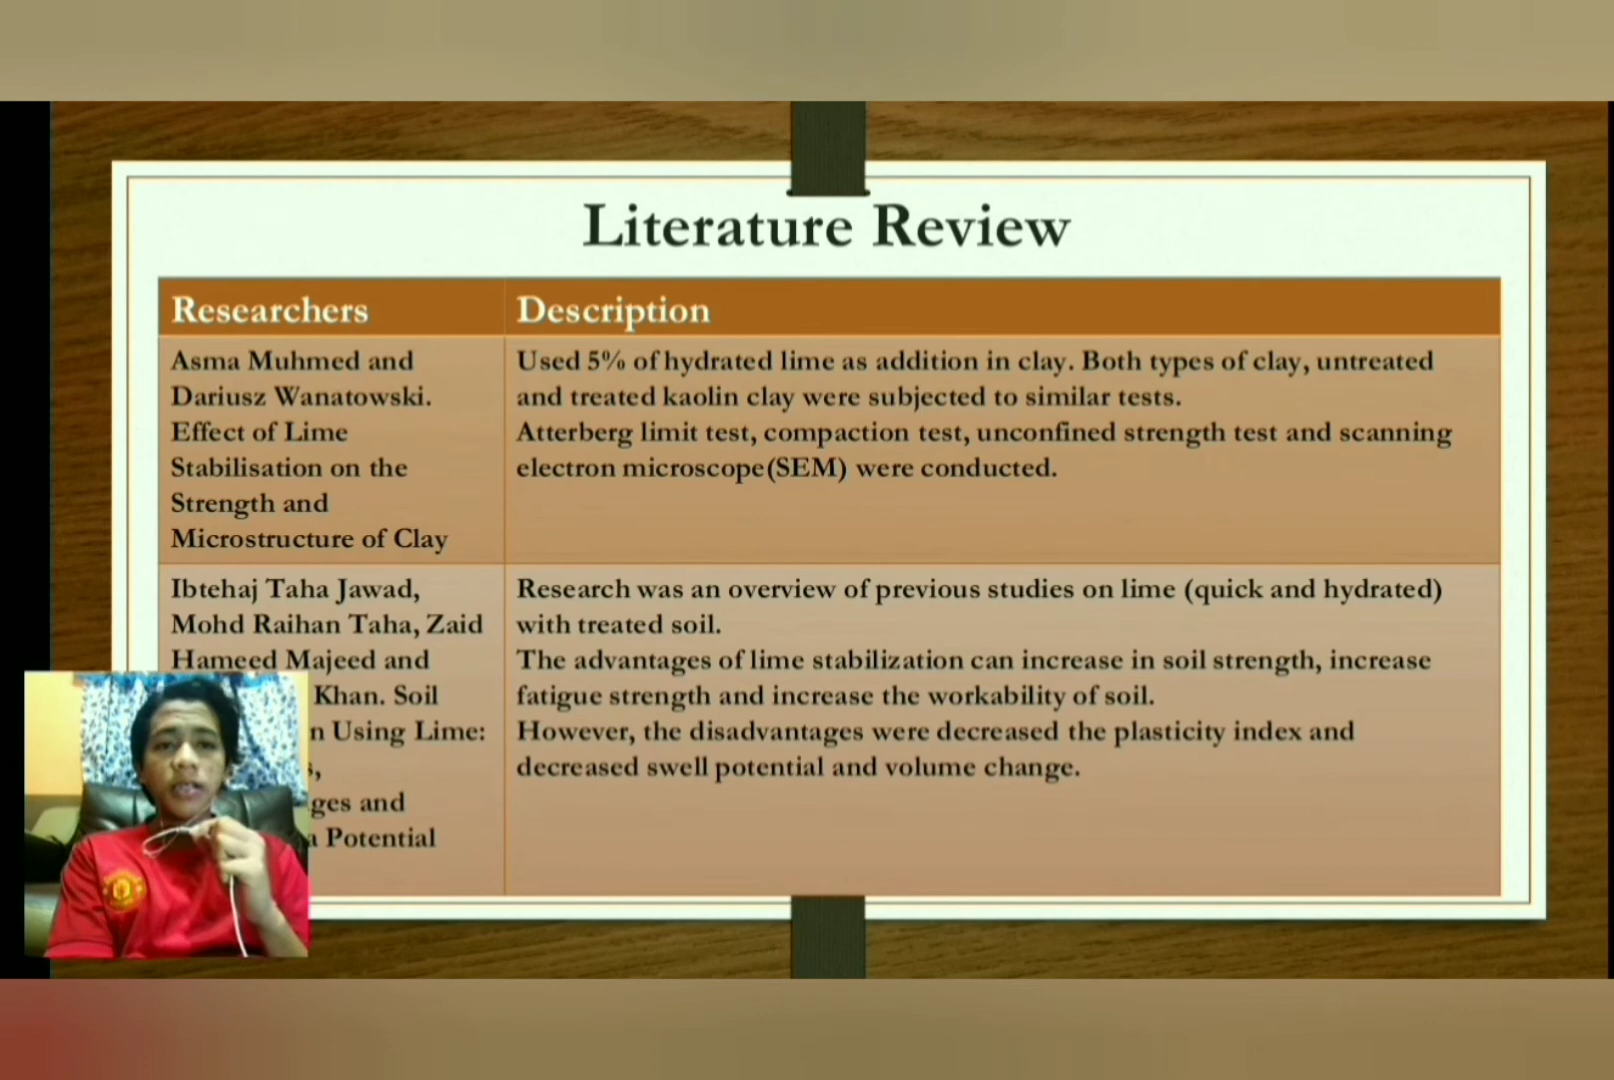 Literature Review
Researchers
Description
Asma Muhmed and
Dariusz Wanatowski.
Effect of Lime
Stabilisation on the
Strength and
Microstructure of Clay
Used 5% of hydrated lime as addition in clay. Both types of clay, untreated
and treated kaolin clay were subjected to similar tests.
Atterberg limit test, compaction test, unconfined strength test and scanning
electron microscope(SEM) were conducted.
Ibtehaj Taha Jawad,
Mohd Raihan Taha, Zaid
Hameed Majeed and
Khan. Soil
Using Lime:
and
Potential
Research was an overview of previous studies on lime (quick and hydrated)
with treated soil.
The advantages of lime stabilization can increase in soil strength, increase
fatigue strength and increase the workability of soil.
However, the disadvantages were decreased the plasticity index and
decreased swell potential and volume change.